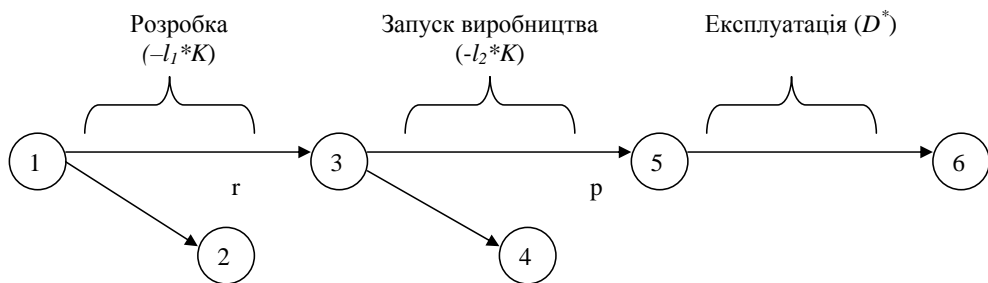 Розробка
(–l₁*K)
Запуск виробництва
(-l₂*K)
Експлуатація (D*)
1
3
5
6
r
p
2
4